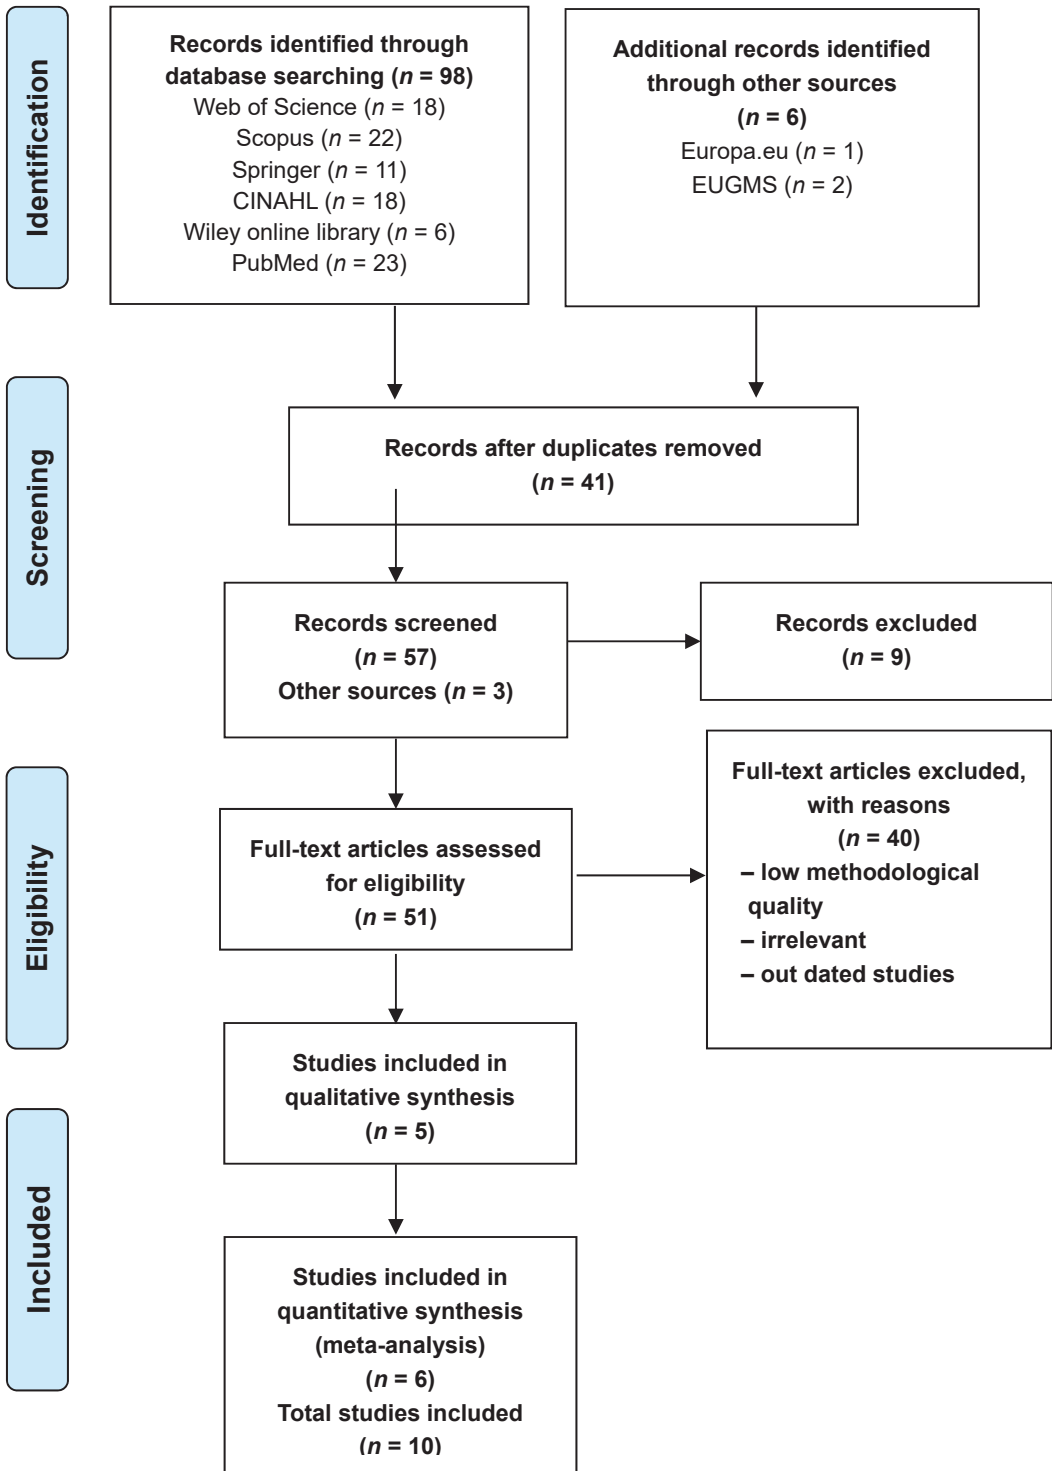 Identification
Records identified through
database searching (n = 98)
Web of Science (n = 18)
Scopus (n = 22)
Springer (n = 11)
CINAHL (n = 18)
Wiley online library (n = 6)
PubMed (n = 23)
Additional records identified
through other sources
(n = 6)
Europa.eu (n = 1)
EUGMS (n = 2)
Screening
Records after duplicates removed
(n = 41)
Records screened
(n = 57)
Other sources (n = 3)
Records excluded
(n = 9)
Eligibility
Full-text articles assessed
for eligibility
(n = 51)
Full-text articles excluded,
with reasons
(n = 40)
– low methodological
quality
– irrelevant
– out dated studies
Studies included in
qualitative synthesis
(n = 5)
Included
Studies included in
quantitative synthesis
(meta-analysis)
(n = 6)
Total studies included
(n = 10)